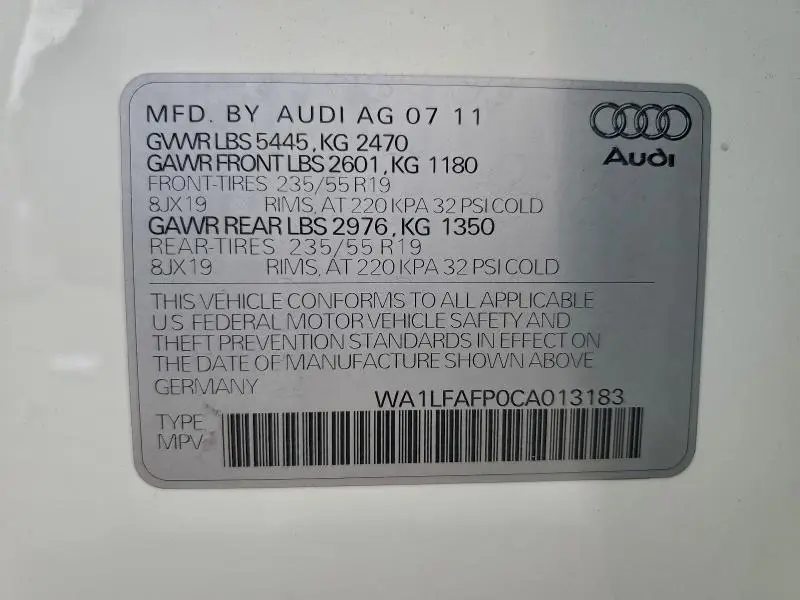 MFD. BY AUDI AG 07 11
GVWR LBS 5445, KG 2470
GAWR FRONT LBS 2601, KG 1180
FRONT-TIRES 235/55 R19
8JX19 RIMS, AT 220 KPA 32 PSI COLD
GAWR REAR LBS 2976, KG 1350
REAR-TIRES 235/55 R19
8JX19 RIMS, AT 220 KPA 32 PSI COLD
Audi
THIS VEHICLE CONFORMS TO ALL APPLICABLE
U.S FEDERAL MOTOR VEHICLE SAFETY AND
THEFT PREVENTION STANDARDS IN EFFECT ON
THE DATE OF MANUFACTURE SHOWN ABOVE
GERMANY
WA1LFAFP0CA013183
TYPE
MPV